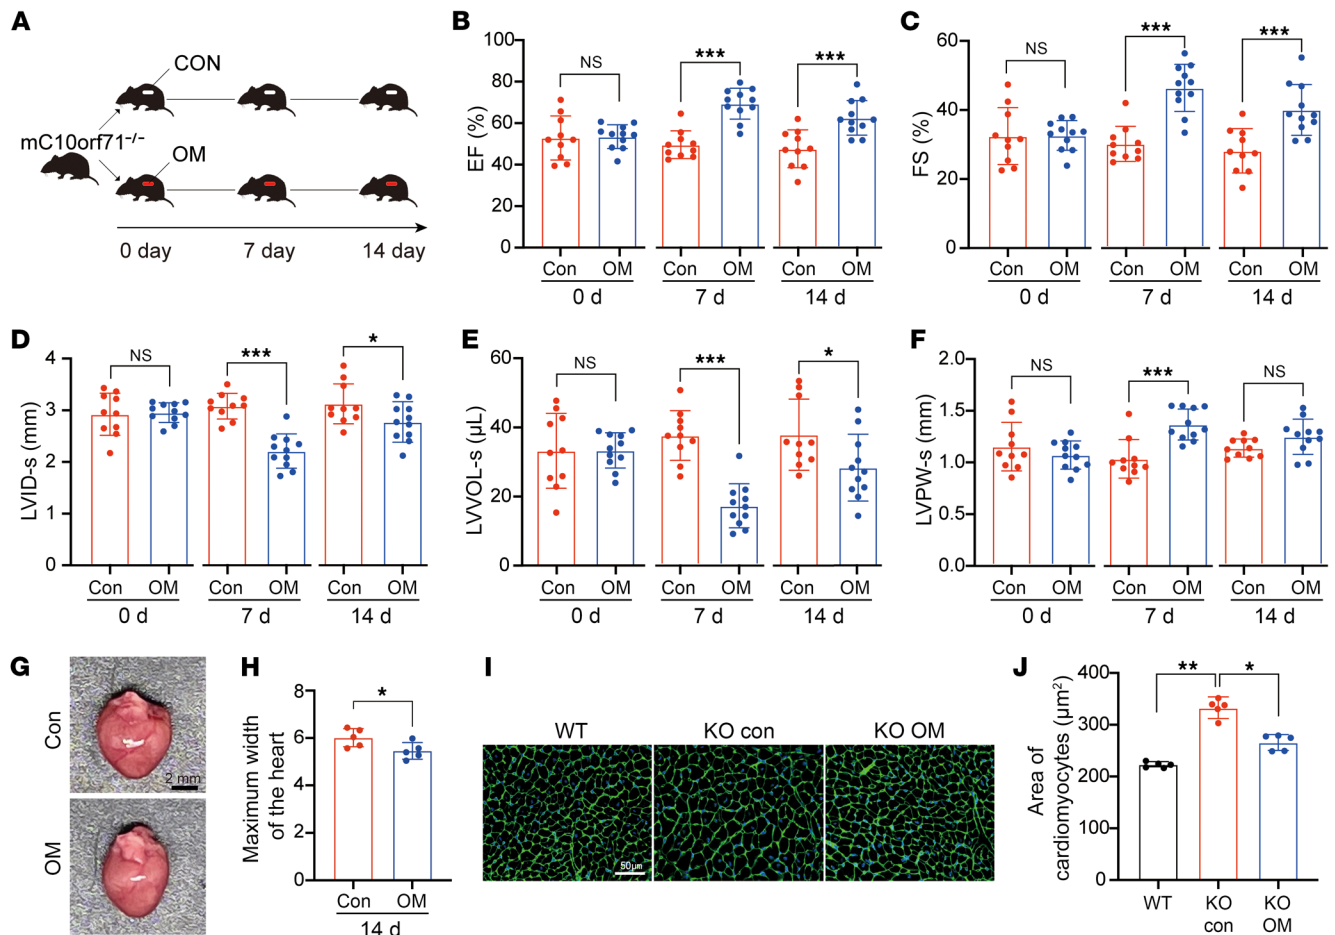 A
CON
mC10orf71⁻/⁻
OM
0 day 7 day 14 day
B
EF (%)
100
80
60
40
20
0
NS *** ***
Con OM Con OM Con OM
0 d 7 d 14 d
C
FS (%)
60
40
20
0
NS *** ***
Con OM Con OM Con OM
0 d 7 d 14 d
D
LVID-s (mm)
4
3
2
1
0
NS *** *
Con OM Con OM Con OM
0 d 7 d 14 d
E
LVVOL-s (µL)
60
40
20
0
NS *** *
Con OM Con OM Con OM
0 d 7 d 14 d
F
LVPW-s (mm)
2.0
1.5
1.0
0.5
0.0
NS *** NS
Con OM Con OM Con OM
0 d 7 d 14 d
G
Con
2 mm
OM
H
Maximum width
of the heart
8
6
4
2
0
*
Con OM
14 d
I
WT KO con KO OM
50µm
J
Area of
cardiomyocytes (µm²)
400
300
200
100
0
** *
WT KO KO
con OM